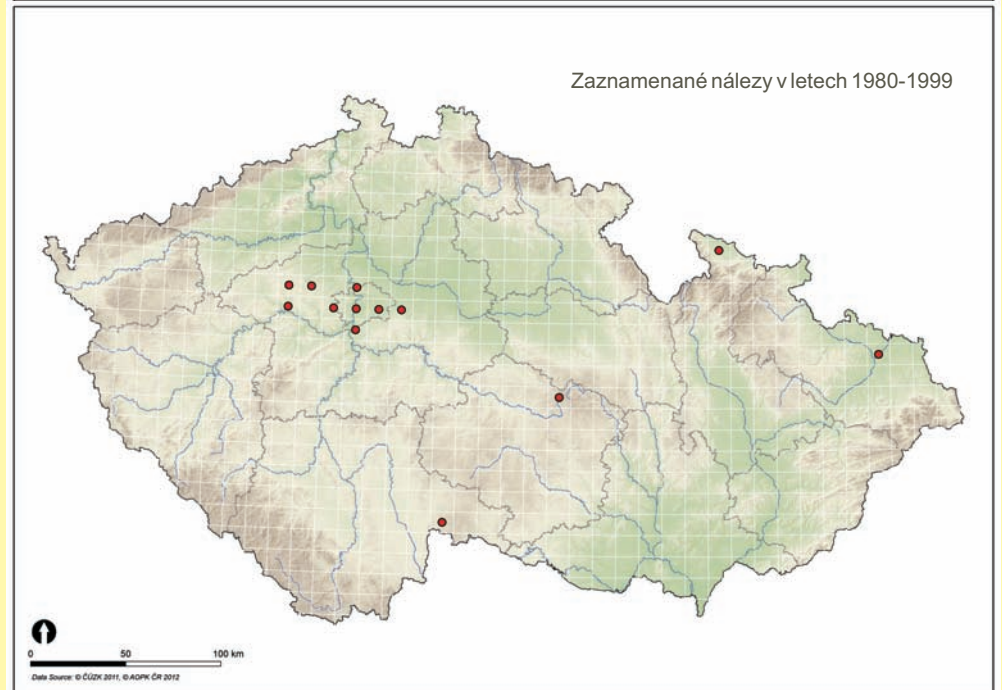 Zaznamenané nálezy v letech 1980-1999
0 50 100 km
Data Source: © ČÚZK 2011, © AOPK ČR 2012